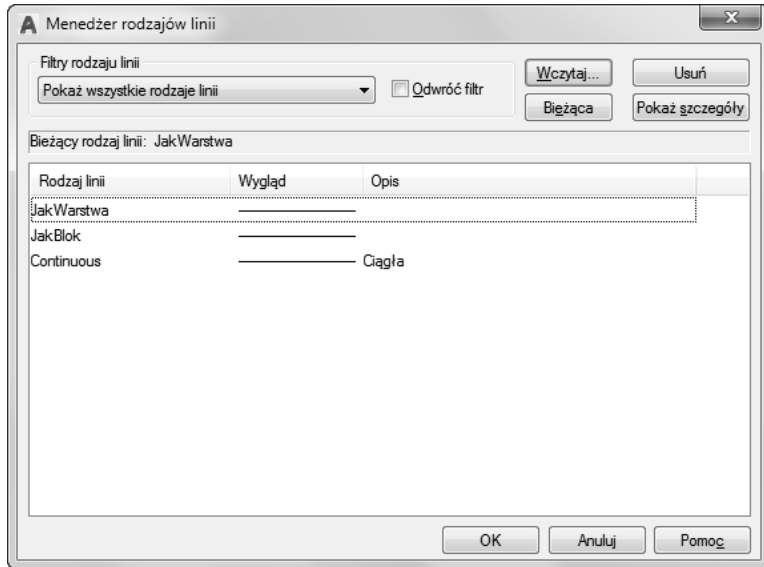 Menedżer rodzajów linii
Filtry rodzaju linii
Pokaż wszystkie rodzaje linii
Odwróć filtr
Wczytaj...
Usuń
Bieżąca
Pokaż szczegóły
Bieżący rodzaj linii: JakWarstwa
Rodzaj linii Wygląd Opis
JakWarstwa
JakBlok
Continuous Ciągła
OK Anuluj Pomoc